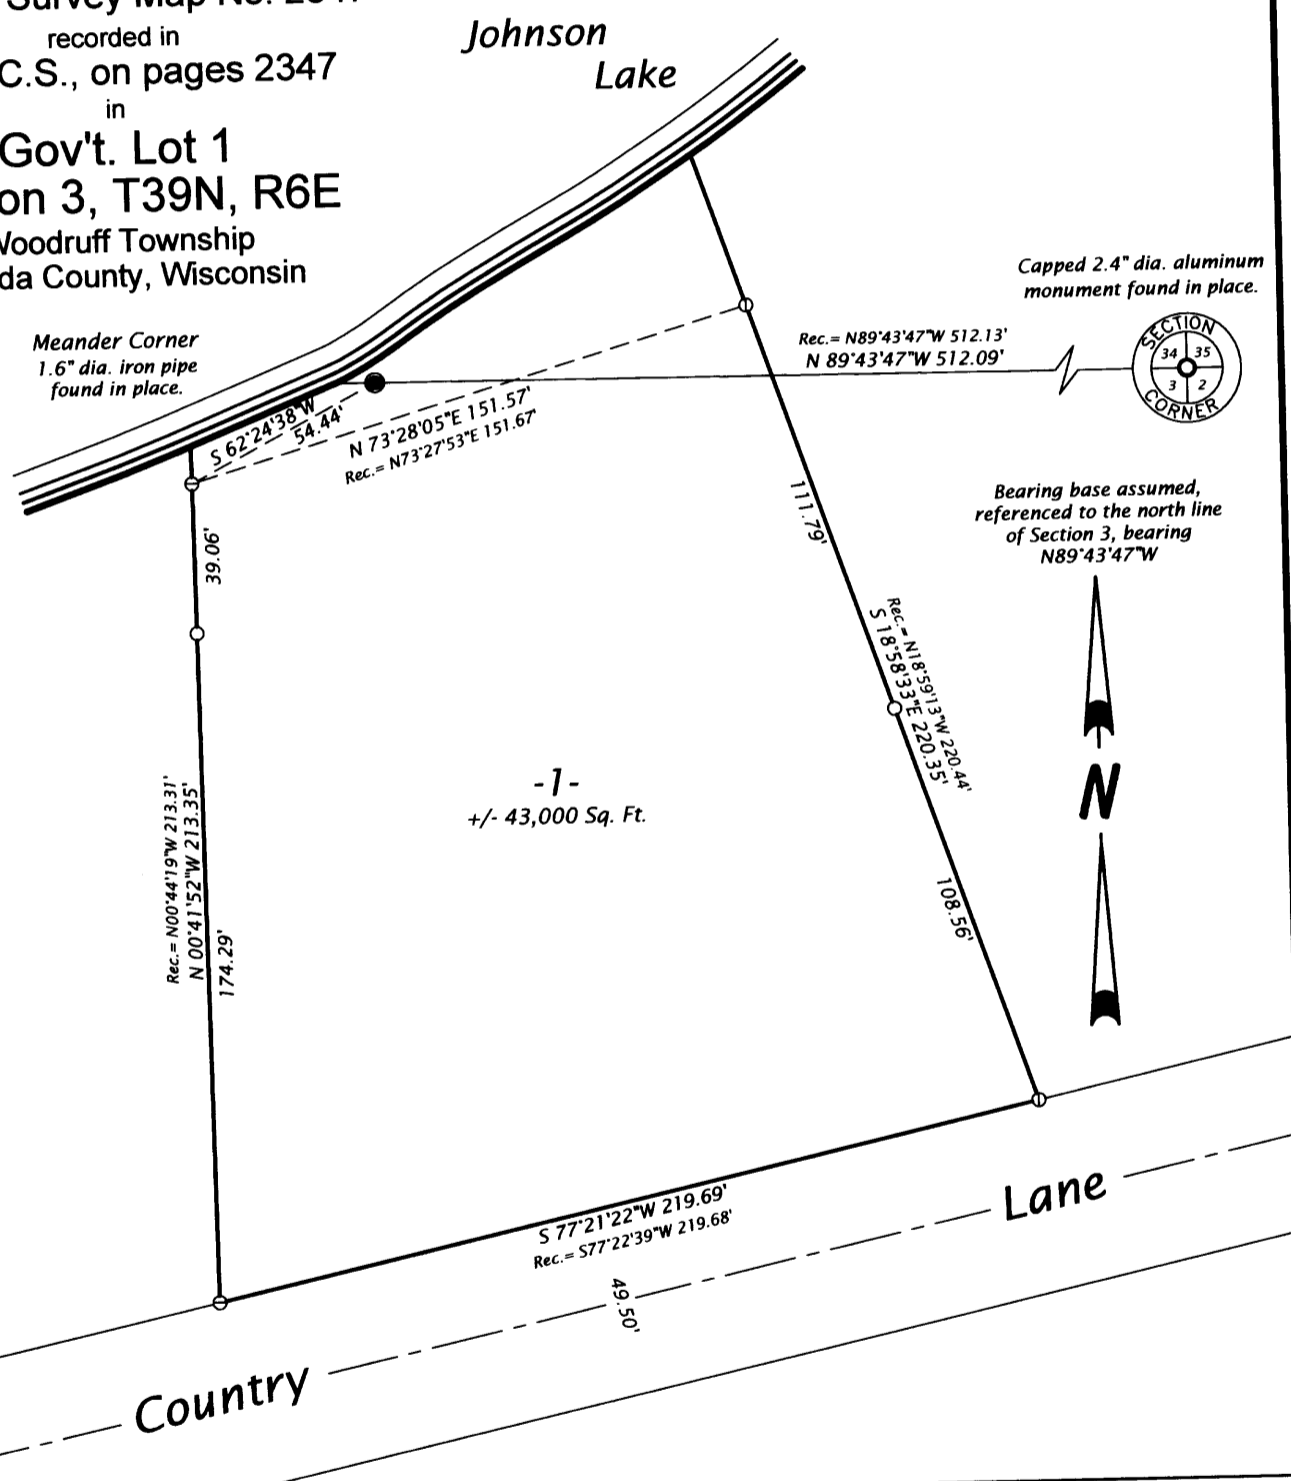 recorded in
C.S., on pages 2347
in
Gov't. Lot 1
on 3, T39N, R6E
Woodruff Township
da County, Wisconsin
Johnson
Lake
Meander Corner
1.6" dia. iron pipe
found in place.
Capped 2.4" dia. aluminum
monument found in place.
Rec.= N89°43'47"W 512.13'
N 89°43'47"W 512.09'
SECTION
34 35
3 2
CORNER
S 62°24'38"W
54.44'
N 73°28'05"E 151.57'
Rec.= N73°27'53"E 151.67'
Bearing base assumed,
referenced to the north line
of Section 3, bearing
N89°43'47"W
39.06'
111.79'
Rec.= N18°59'13"W 220.44'
S 18°58'33"E 220.35'
N
-1-
+/- 43,000 Sq. Ft.
Rec.= N00°44'19"W 213.31'
N 00°41'52"W 213.35'
174.29'
108.56'
S 77°21'22"W 219.69'
Rec.= S77°22'39"W 219.68'
49.50'
Country Lane